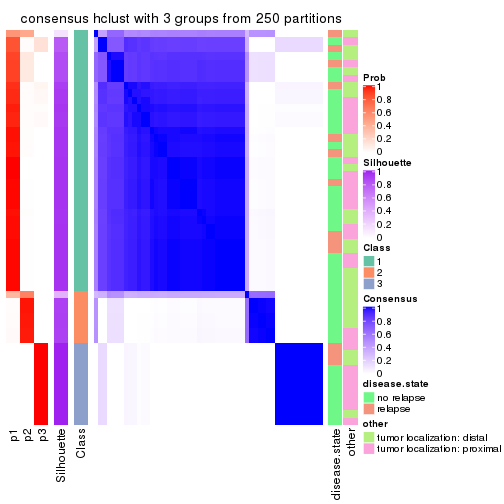 consensus hclust with 3 groups from 250 partitions
Prob
1
0.8
0.6
0.4
0.2
0
Silhouette
1
0.8
0.6
0.4
0.2
0
Class
1
2
3
Consensus
1
0.8
0.6
0.4
0.2
0
disease.state
no relapse
relapse
other
tumor localization: distal
tumor localization: proximal
p1
p2
p3
Silhouette
Class
disease.state
other